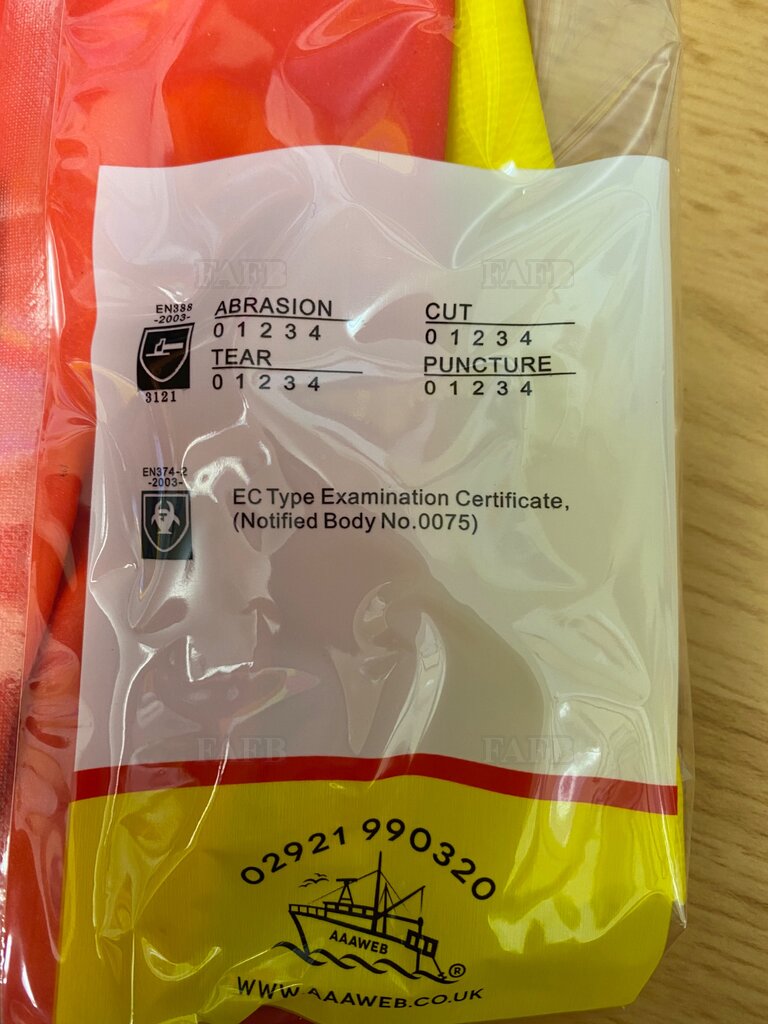 FAFB FAFB
EN388
-2003-
3121
ABRASION
0 1 2 3 4
TEAR
0 1 2 3 4
CUT
0 1 2 3 4
PUNCTURE
0 1 2 3 4
EN374-2
-2003-
EC Type Examination Certificate,
(Notified Body No.0075)
FAFB FAFB
02921 990320
AAAWEB
®
WWW.AAAWEB.CO.UK